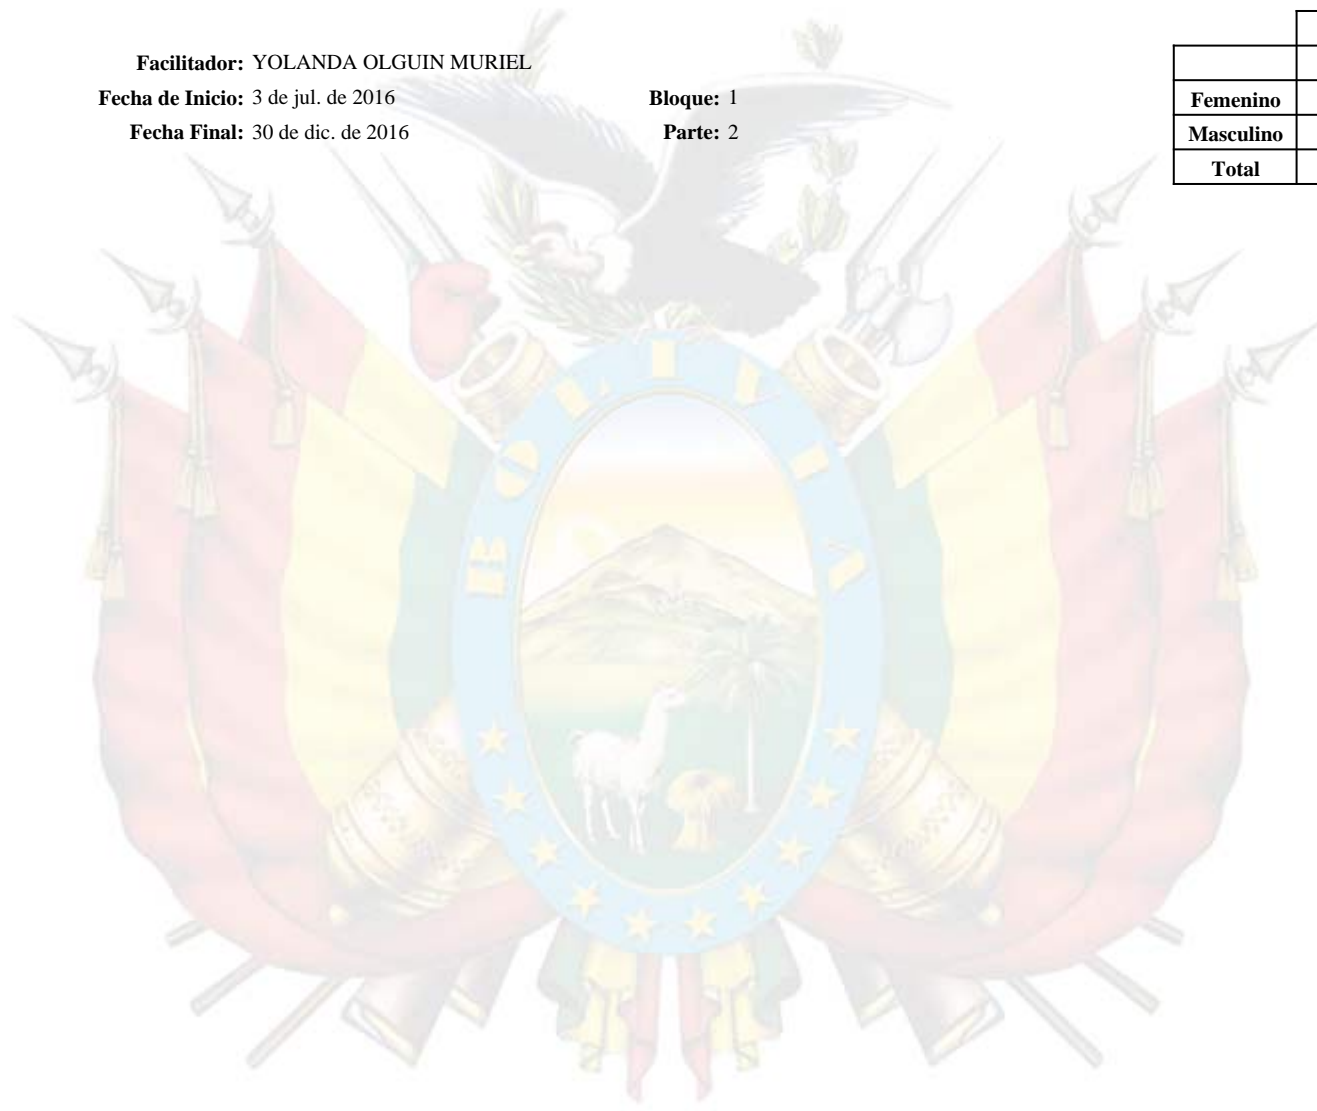 Facilitador: YOLANDA OLGUIN MURIEL
Fecha de Inicio: 3 de jul. de 2016 Bloque: 1
Fecha Final: 30 de dic. de 2016 Parte: 2
Femenino
Masculino
Total
BOLIVIA